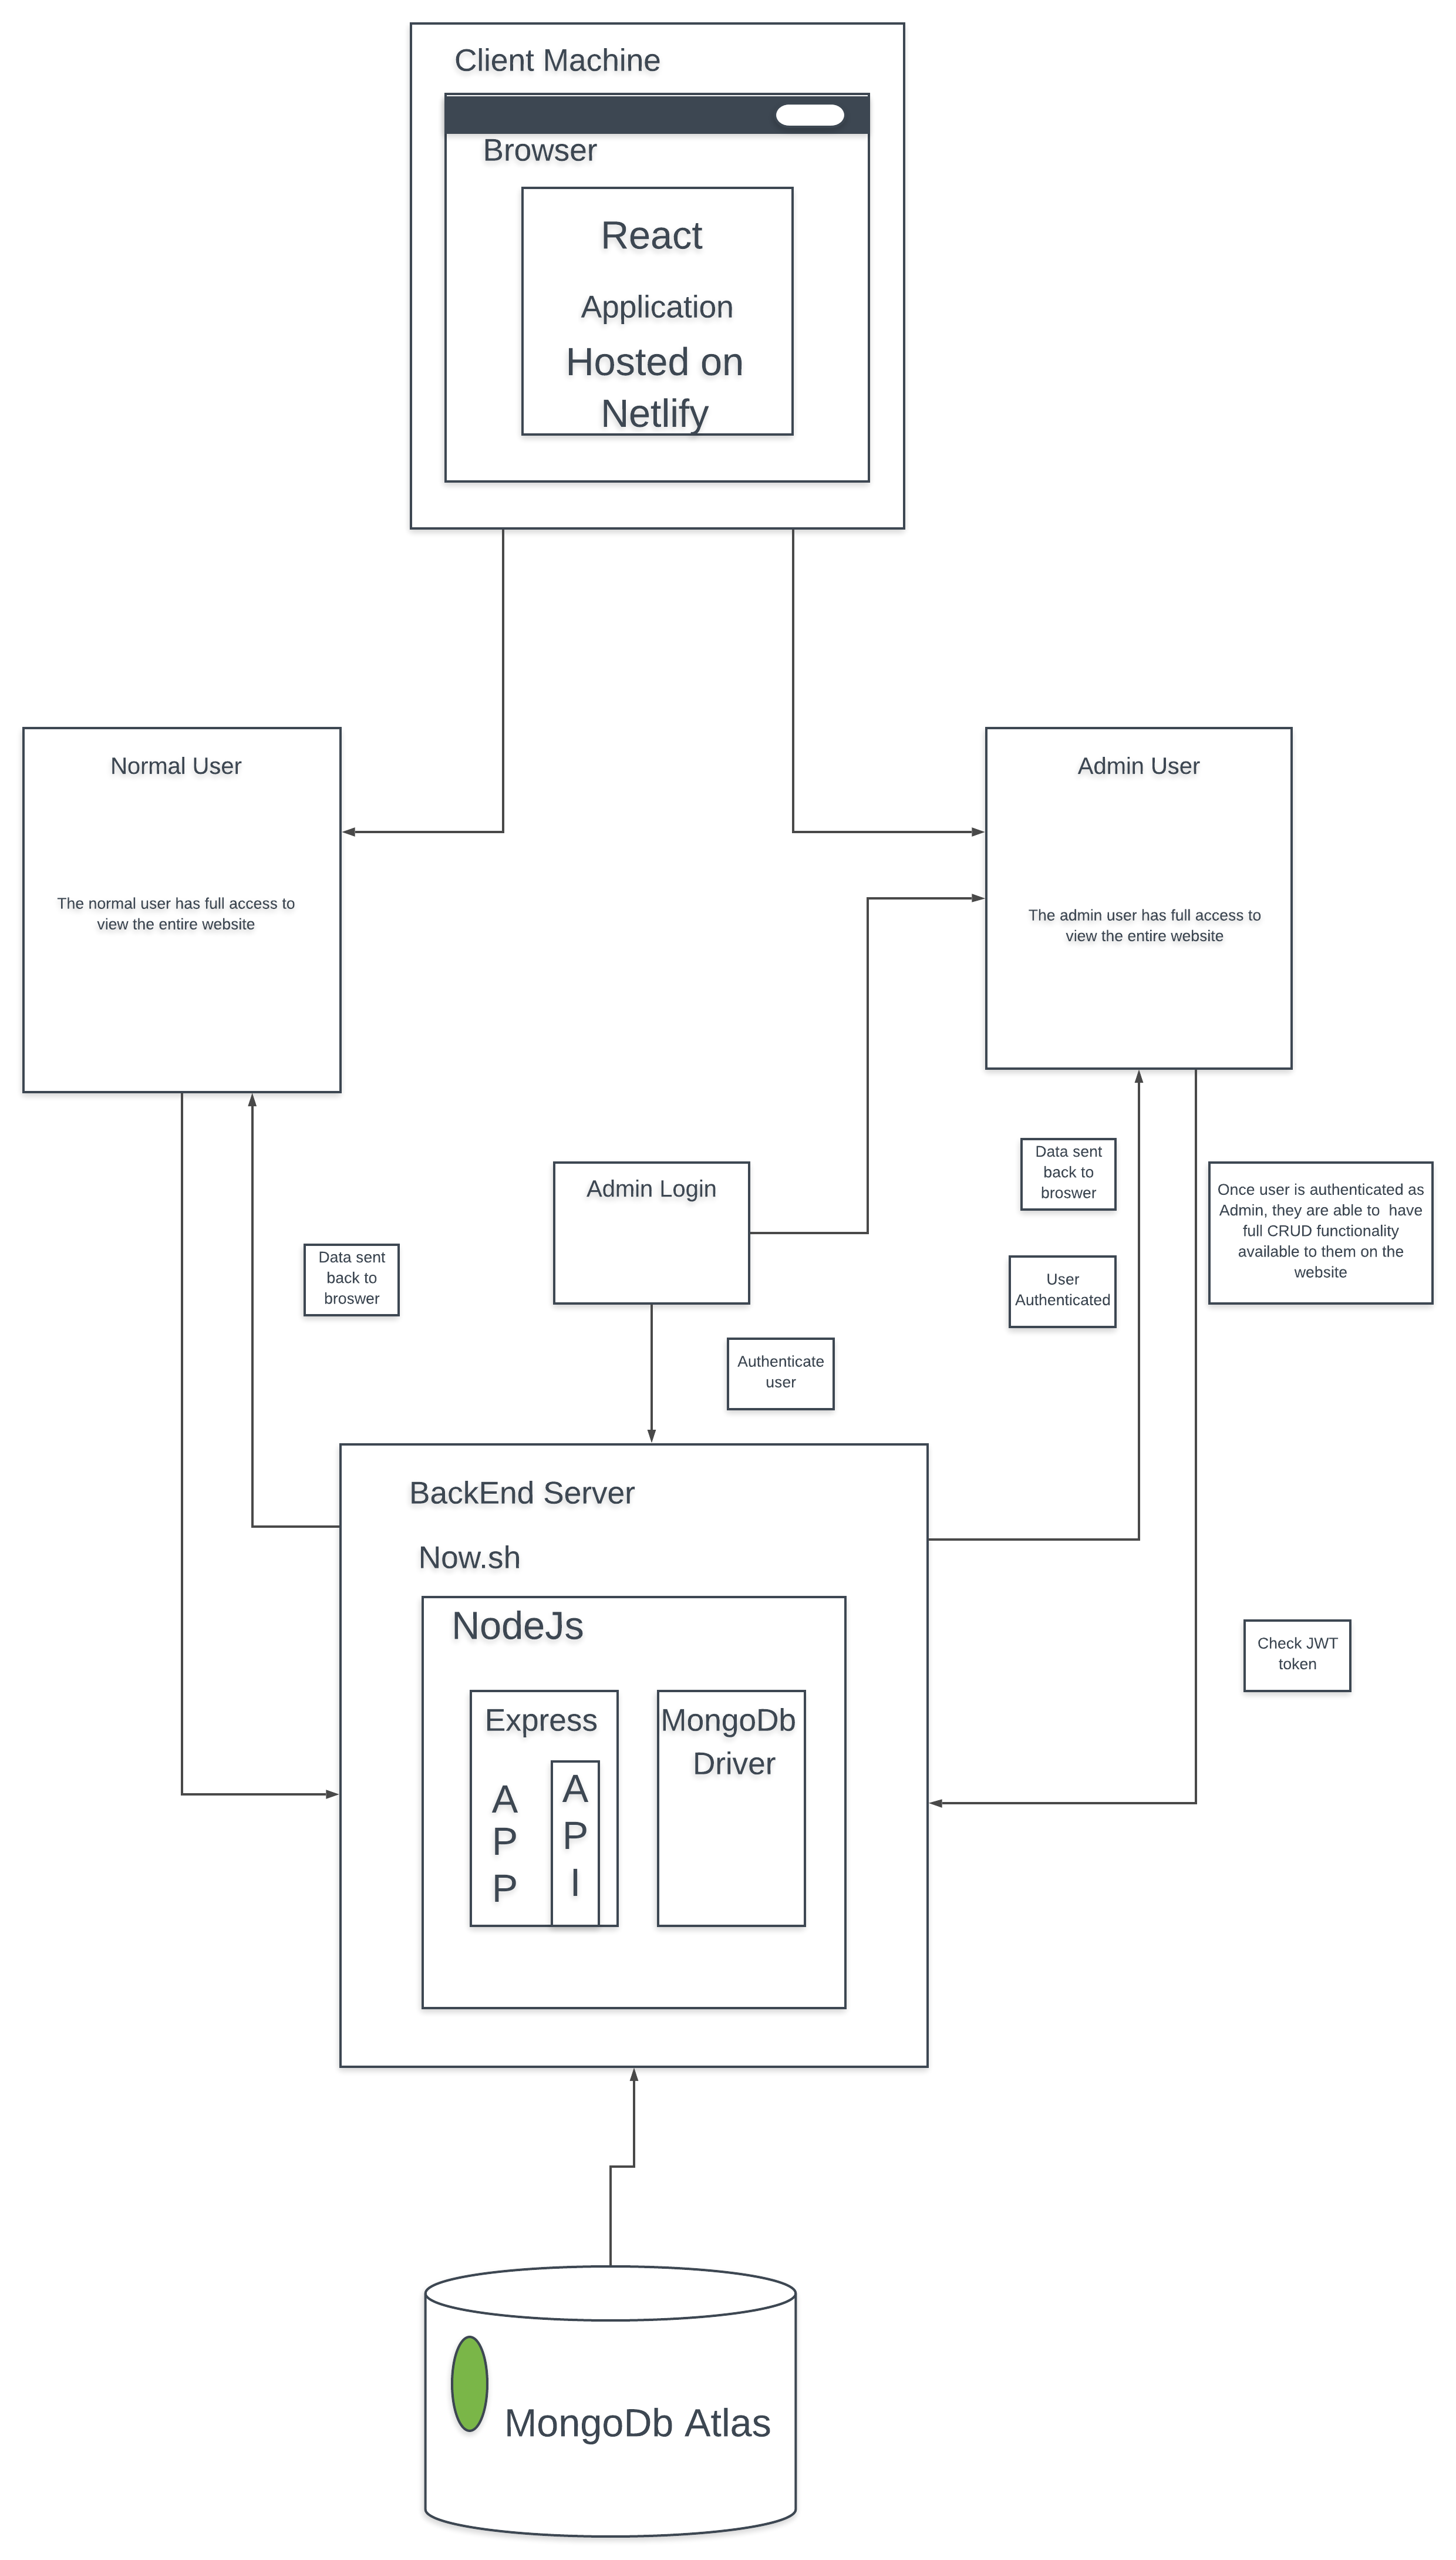 Client Machine
Browser
React
Application
Hosted on
Netlify
Normal User
The normal user has full access to
view the entire website
Admin User
The admin user has full access to
view the entire website
Data sent
back to
broswer
Once user is authenticated as
Admin, they are able to  have
full CRUD functionality
available to them on the
website
Admin Login
Data sent
back to
broswer
User
Authenticated
Authenticate
user
BackEnd Server
Now.sh
NodeJs
Check JWT
token
Express
A
P
P
A
P
I
MongoDb
Driver
MongoDb Atlas